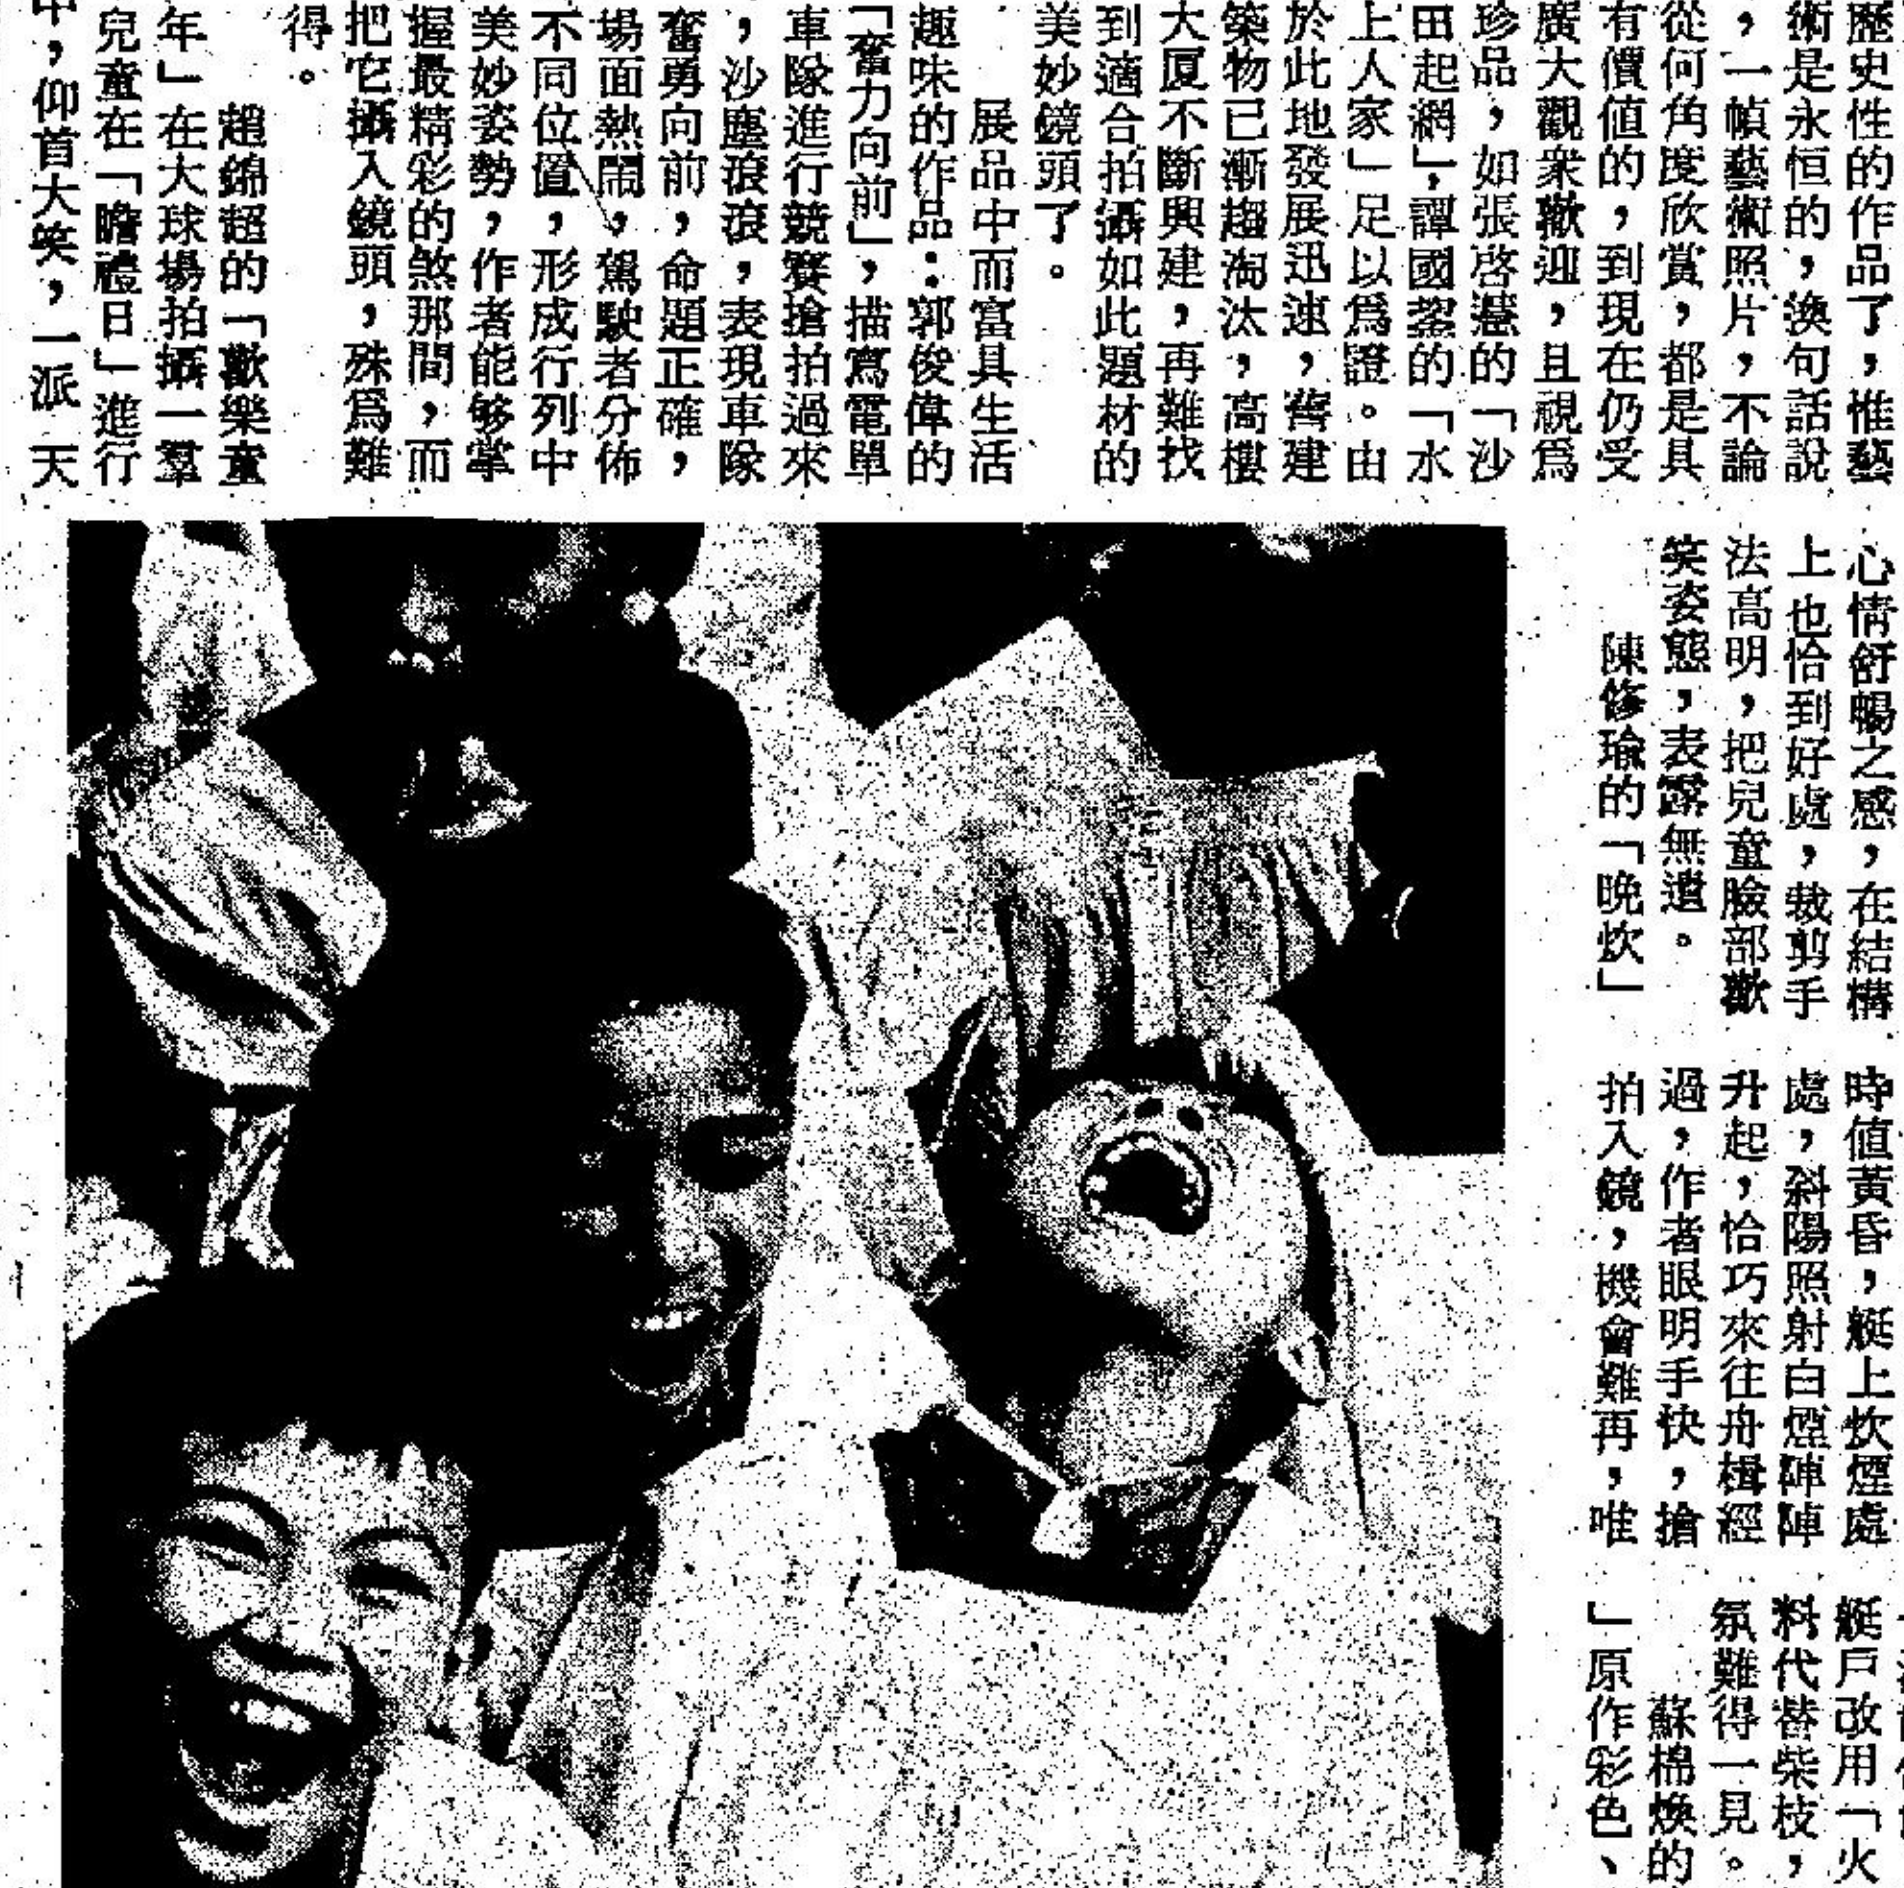 歷史性的作品了，惟藝
術是永恒的，渙句話說
，一幀藝術照片，不論
從何角度欣賞，都是具
有價值的，到現在仍受
廣大觀衆歡迎，且視爲
珍品，如張啓讜的「沙
田起網」，譚國翏的「水
上人家」足以爲證。由
於此地發展迅速，舊建
築物已漸趨淘汰，高樓
大厦不斷興建，再難找
到適合拍攝如此題材的
美妙鏡頭了。
展品中而富具生活
趣味的作品：郭俊偉的
「奮力向前」，描寫電單
車隊進行競賽搶拍過來
，沙塵滾滾，表現車隊
奮勇向前，命題正確，
場面熱鬧，駕駛者分佈
不同位置，形成行列中
美妙姿勢，作者能够掌
握最精彩的煞那間，而
把它攝入鏡頭，殊爲難
得。
趙錦超的「歡樂童
年」在大球場拍攝一羣
兒童在「瞻禮日」進行
中，仰首大笑，一派天
心情舒暢之感，在結構
上也恰到好處，裁剪手
法高明，把兒童臉部歡
笑姿態，表露無遺。
陳修瑜的「晚炊」
時值黃昏，艇上炊煙處
處，斜陽照射白煙陣陣
升起，恰巧來往舟楫經
過，作者眼明手快，搶
拍入鏡，機會難再，唯
艇戶改用「火
料代替柴枝，
氛難得一見。
蘇棉煥的
」原作彩色、